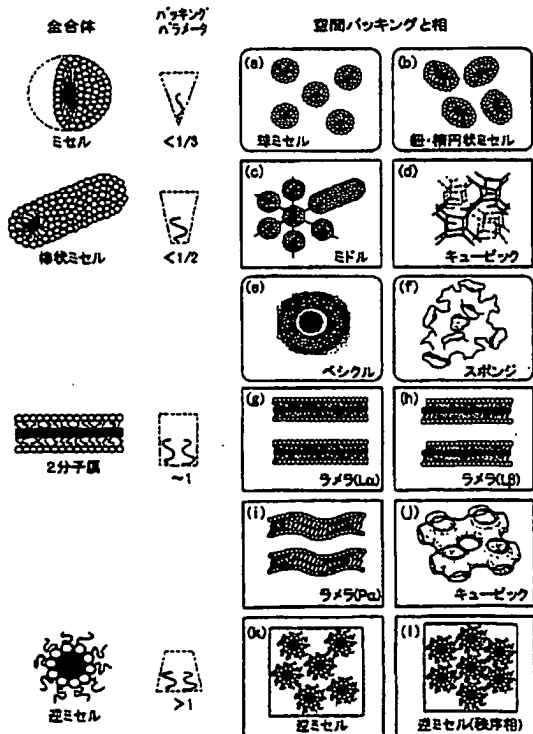 会合体
パッキング
パラメータ
空間パッキングと相
ミセル
<1/3
(a)
球ミセル
(b)
紐・楕円状ミセル
棒状ミセル
<1/2
(c)
ミドル
(d)
キュービック
(e)
ベシクル
(f)
スポンジ
2分子膜
~1
(g)
ラメラ(Lα)
(h)
ラメラ(Lβ)
(i)
ラメラ(Pα)
(j)
キュービック
逆ミセル
>1
(k)
逆ミセル
(l)
逆ミセル(秩序相)